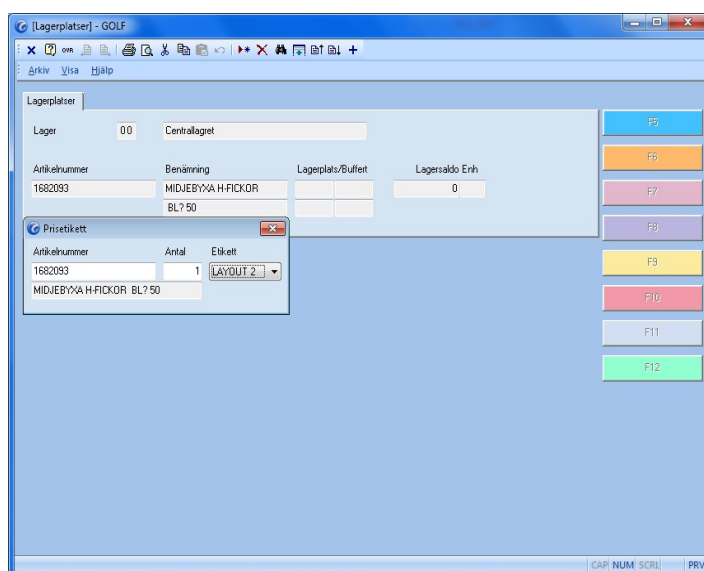 [Lagerplatser] - GOLF
OVR
Arkiv Visa Hjälp
Lagerplatser
Lager 00 Centrallagret
Artikelnummer Benämning Lagerplats/Buffert Lagersaldo Enh
1682093 MIDJEBYXA H-FICKOR 0
BL? 50
Prisetikett
Artikelnummer Antal Etikett
1682093 1 LAYOUT 2
MIDJEBYXA H-FICKOR BL? 50
F5
F6
F7
F8
F9
F10
F11
F12
CAP NUM SCRL PRV